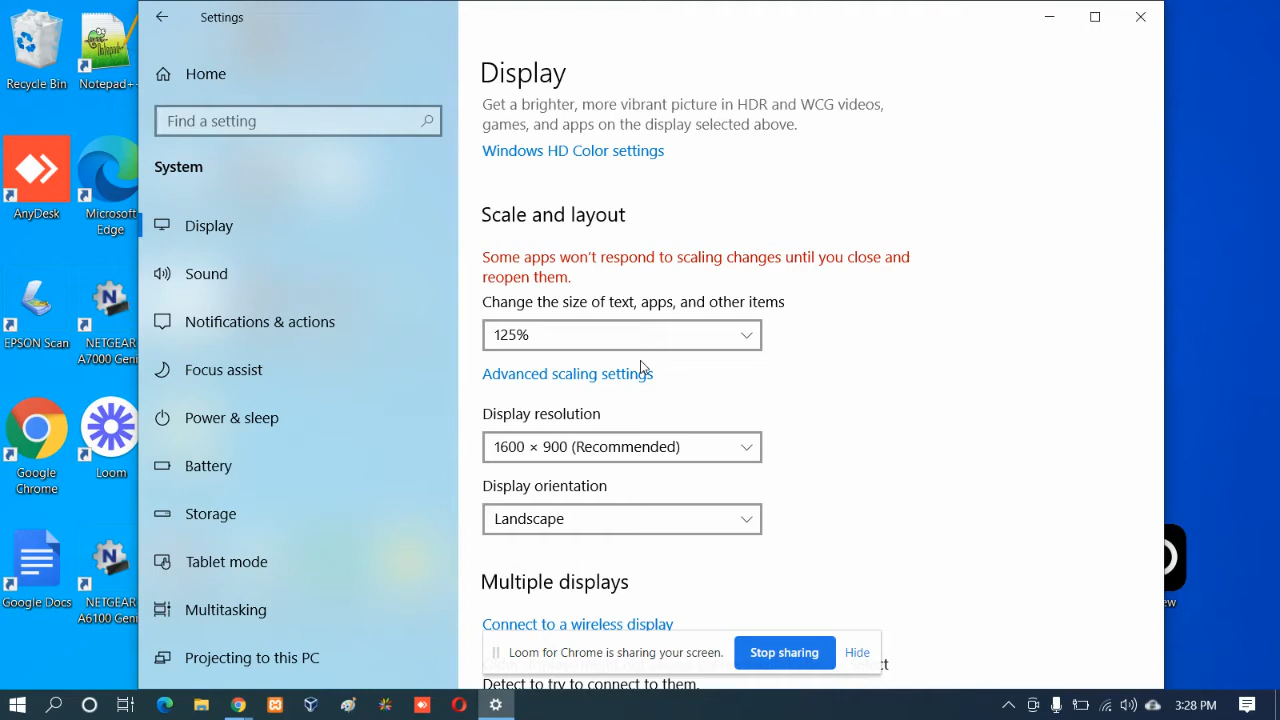 Recycle Bin
Notepad+
AnyDesk
Microsoft
Edge
EPSON Scan
NETGEAR
A7000 Geni
Google
Chrome
Loom
Google Docs
NETGEAR
A6100 Geni
Settings
Home
Find a setting
System
Display
Sound
Notifications & actions
Focus assist
Power & sleep
Battery
Storage
Tablet mode
Multitasking
Projecting to this PC
Display
Get a brighter, more vibrant picture in HDR and WCG videos,
games, and apps on the display selected above.
Windows HD Color settings
Scale and layout
Some apps won't respond to scaling changes until you close and
reopen them.
Change the size of text, apps, and other items
125%
Advanced scaling settings
Display resolution
1600 × 900 (Recommended)
Display orientation
Landscape
Multiple displays
Connect to a wireless display
Loom for Chrome is sharing your screen.
Stop sharing
Hide
Detect to try to connect to them.
ew
3:28 PM